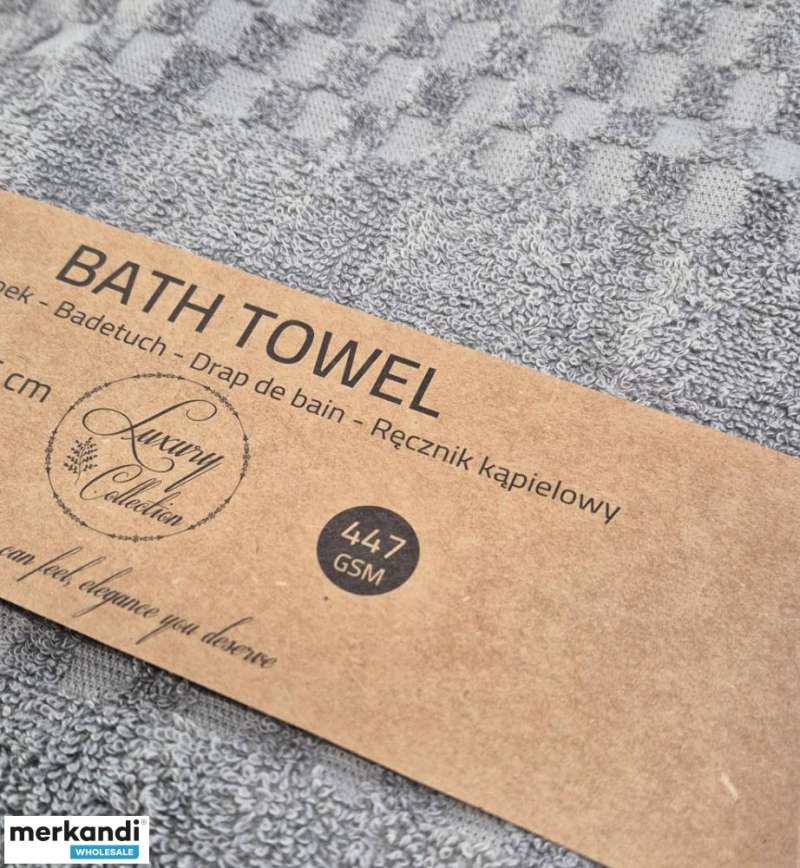 BATH TOWEL
- Badetuch - Drap de bain - Ręcznik kąpielowy
cm
Luxury
Collection
447
GSM
can feel, elegance you deserve
merkandi®
WHOLESALE